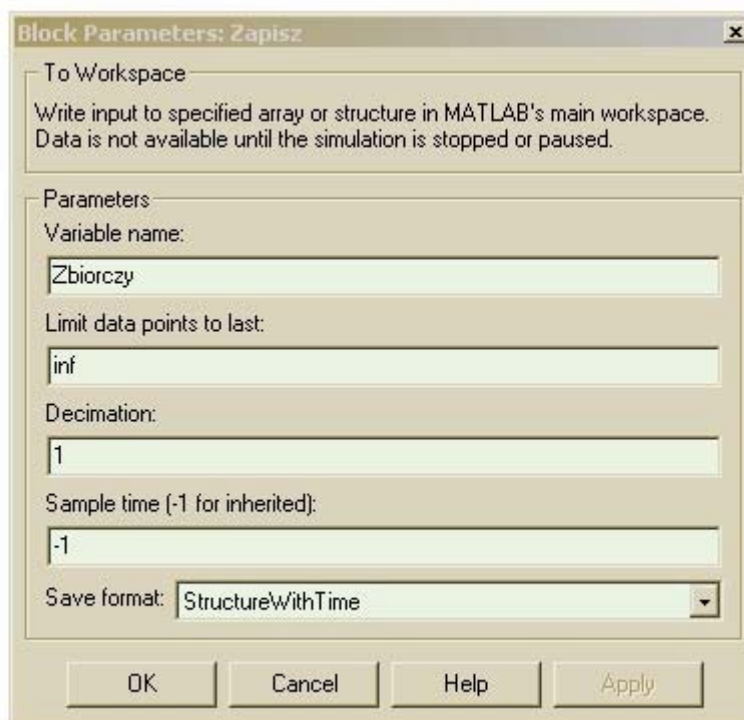 Block Parameters: Zapisz
To Workspace
Write input to specified array or structure in MATLAB's main workspace.
Data is not available until the simulation is stopped or paused.
Parameters
Variable name:
Zbiorczy
Limit data points to last:
inf
Decimation:
1
Sample time (-1 for inherited):
-1
Save format: StructureWithTime
OK Cancel Help Apply